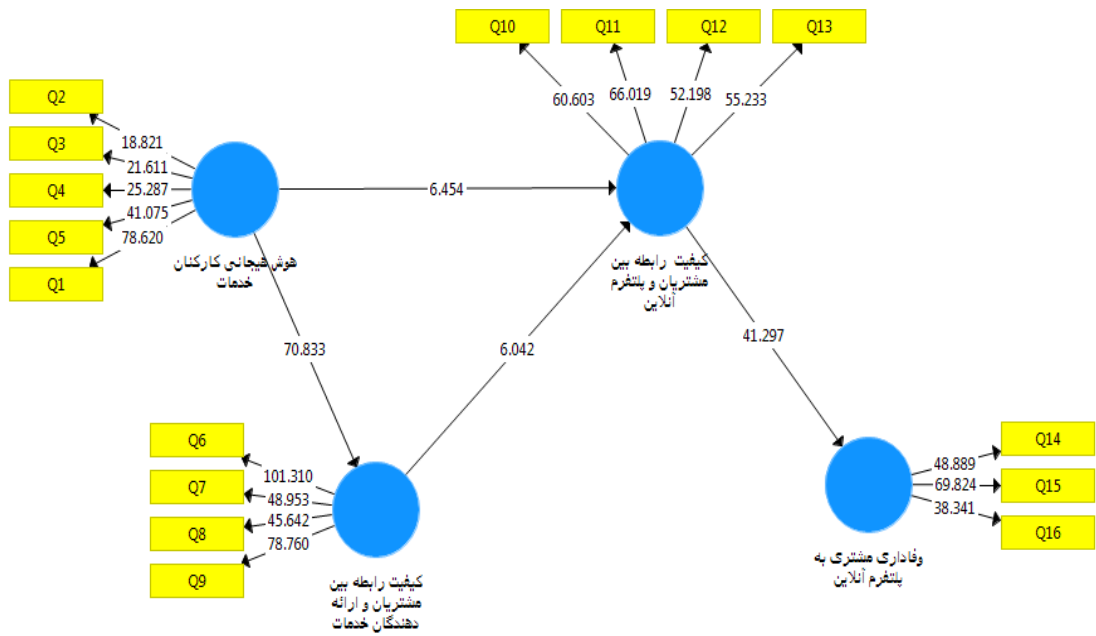 Q10
Q11
Q12
Q13
60.603
66.019
52.198
55.233
Q2
Q3
Q4
Q5
Q1
18.821
21.611
25.287
41.075
78.620
هوش هیجانی کارکنان
خدمات
6.454
کیفیت رابطه بین
مشتریان و پلتفرم
آنلاین
70.833
6.042
41.297
Q6
Q7
Q8
Q9
101.310
48.953
45.642
78.760
کیفیت رابطه بین
مشتریان و ارائه
دهندگان خدمات
48.889
69.824
38.341
Q14
Q15
Q16
وفاداری مشتری به
پلتفرم آنلاین